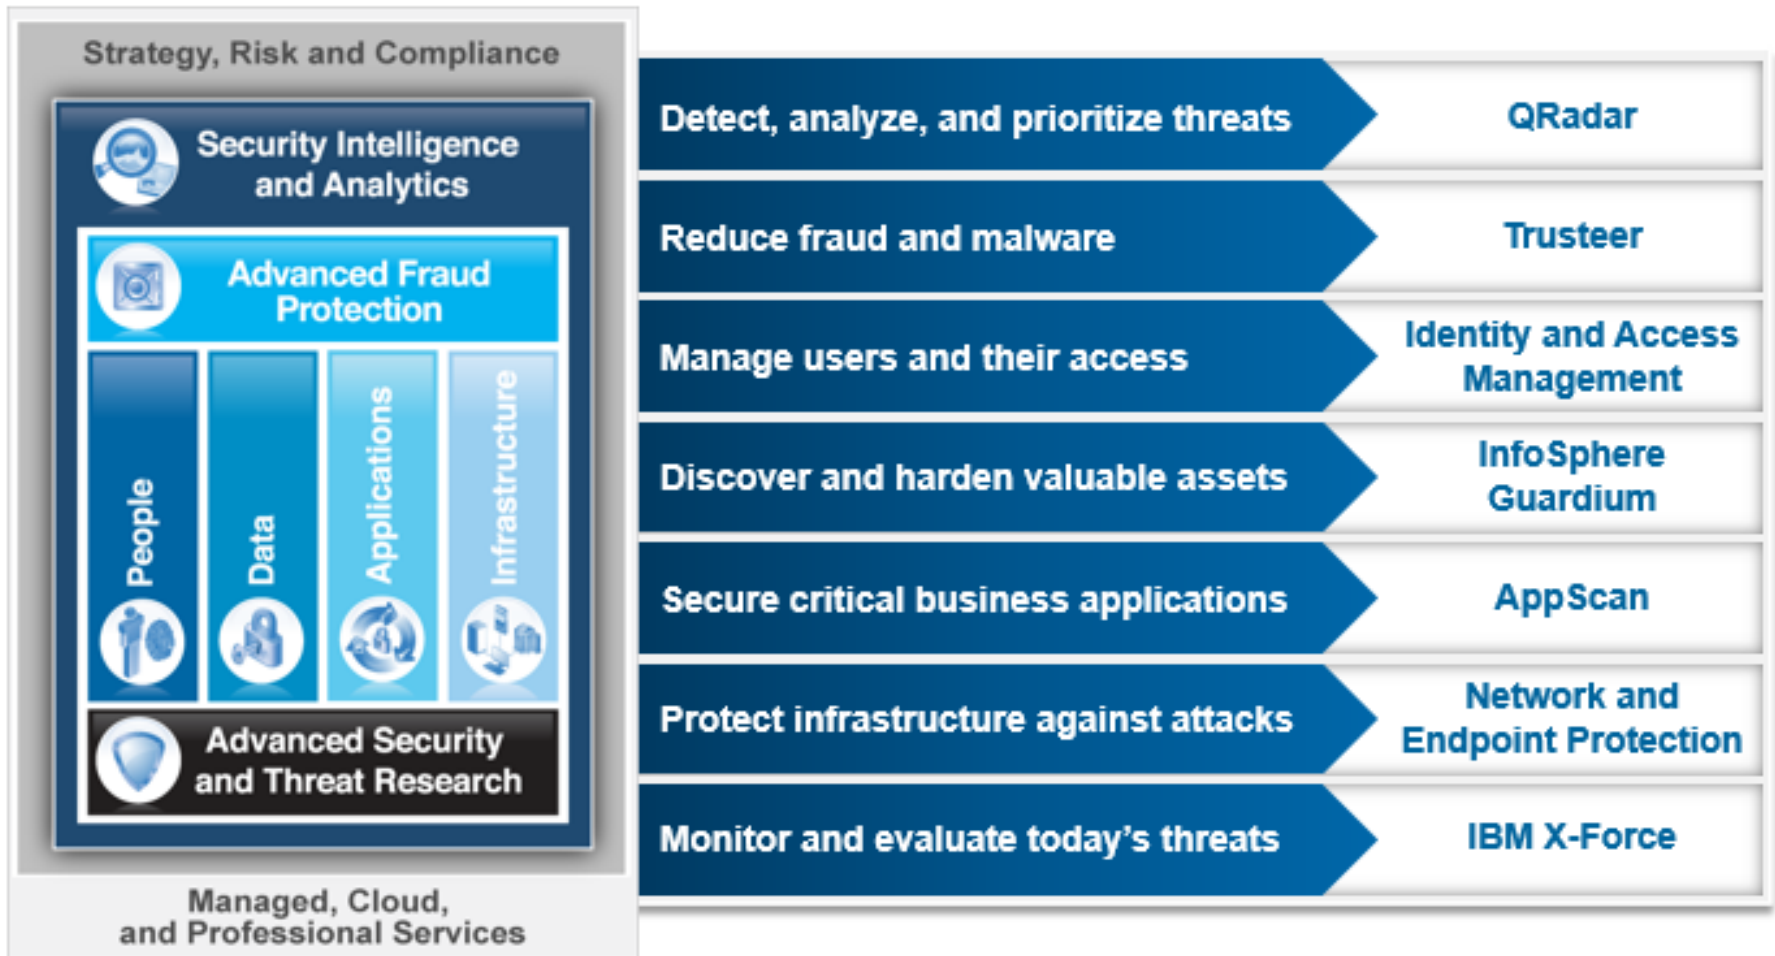 Strategy, Risk and Compliance
Security Intelligence
and Analytics
Advanced Fraud
Protection
People
Data
Applications
Infrastructure
Advanced Security
and Threat Research
Managed, Cloud,
and Professional Services
Detect, analyze, and prioritize threats
QRadar
Reduce fraud and malware
Trusteer
Manage users and their access
Identity and Access
Management
Discover and harden valuable assets
InfoSphere
Guardium
Secure critical business applications
AppScan
Protect infrastructure against attacks
Network and
Endpoint Protection
Monitor and evaluate today’s threats
IBM X-Force